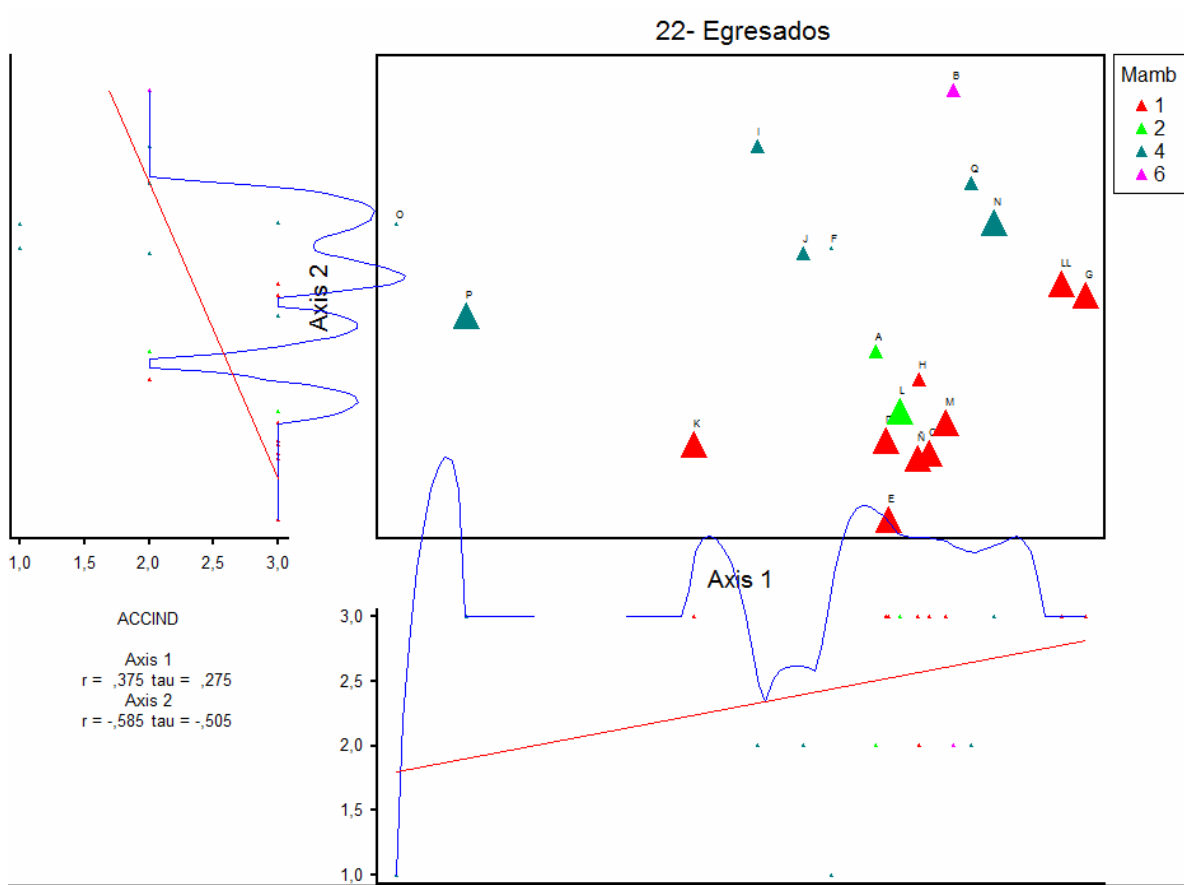 22- Egresados
Mamb
1
2
4
6
B
I
Q
O
N
J
F
LL
G
P
A
H
L
M
K
Ñ
E
Axis 2
1,0 1,5 2,0 2,5 3,0
Axis 1
ACCIND
Axis 1
r = ,375 tau = ,275
Axis 2
r = -,585 tau = -,505
3,0
2,5
2,0
1,5
1,0